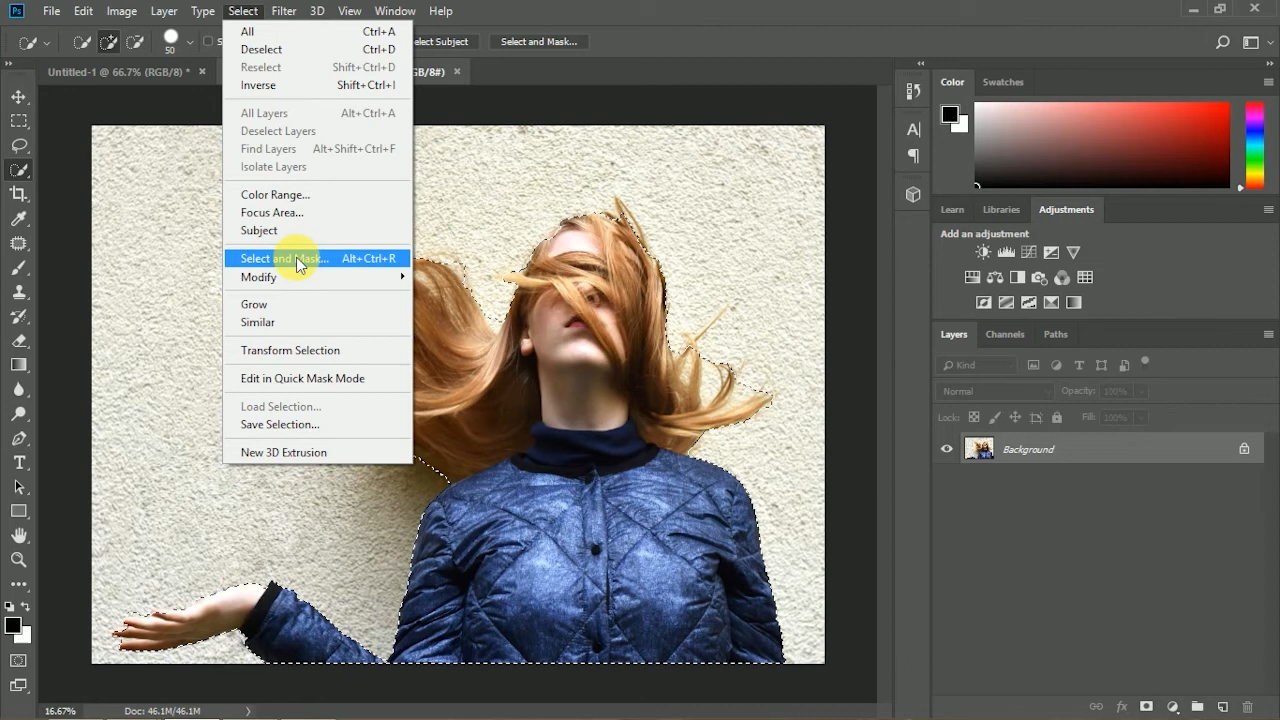 Ps File Edit Image Layer Type Select Filter 3D View Window Help
50 elect Subject Select and Mask...
Untitled-1 @ 66.7% (RGB/8) * GB/8#)
All Ctrl+A
Deselect Ctrl+D
Reselect Shift+Ctrl+D
Inverse Shift+Ctrl+I
All Layers Alt+Ctrl+A
Deselect Layers
Find Layers Alt+Shift+Ctrl+F
Isolate Layers
Color Range...
Focus Area...
Subject
Select and Mask... Alt+Ctrl+R
Modify
Grow
Similar
Transform Selection
Edit in Quick Mask Mode
Load Selection...
Save Selection...
New 3D Extrusion
Color Swatches
Learn Libraries Adjustments
Add an adjustment
Layers Channels Paths
Kind
Normal Opacity: 100%
Lock: Fill: 100%
Background
16.67% Doc: 46.1M/46.1M